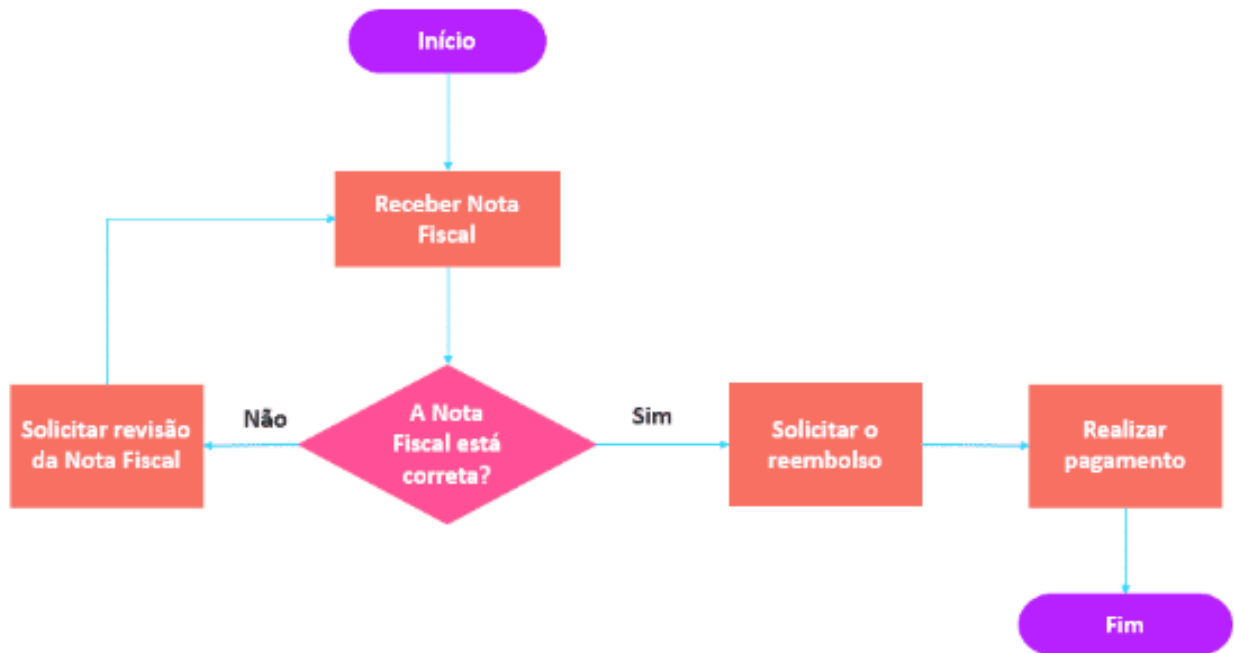 Início
Receber Nota
Fiscal
Solicitar revisão
da Nota Fiscal
Não
A Nota
Fiscal está
correta?
Sim
Solicitar o
reembolso
Realizar
pagamento
Fim